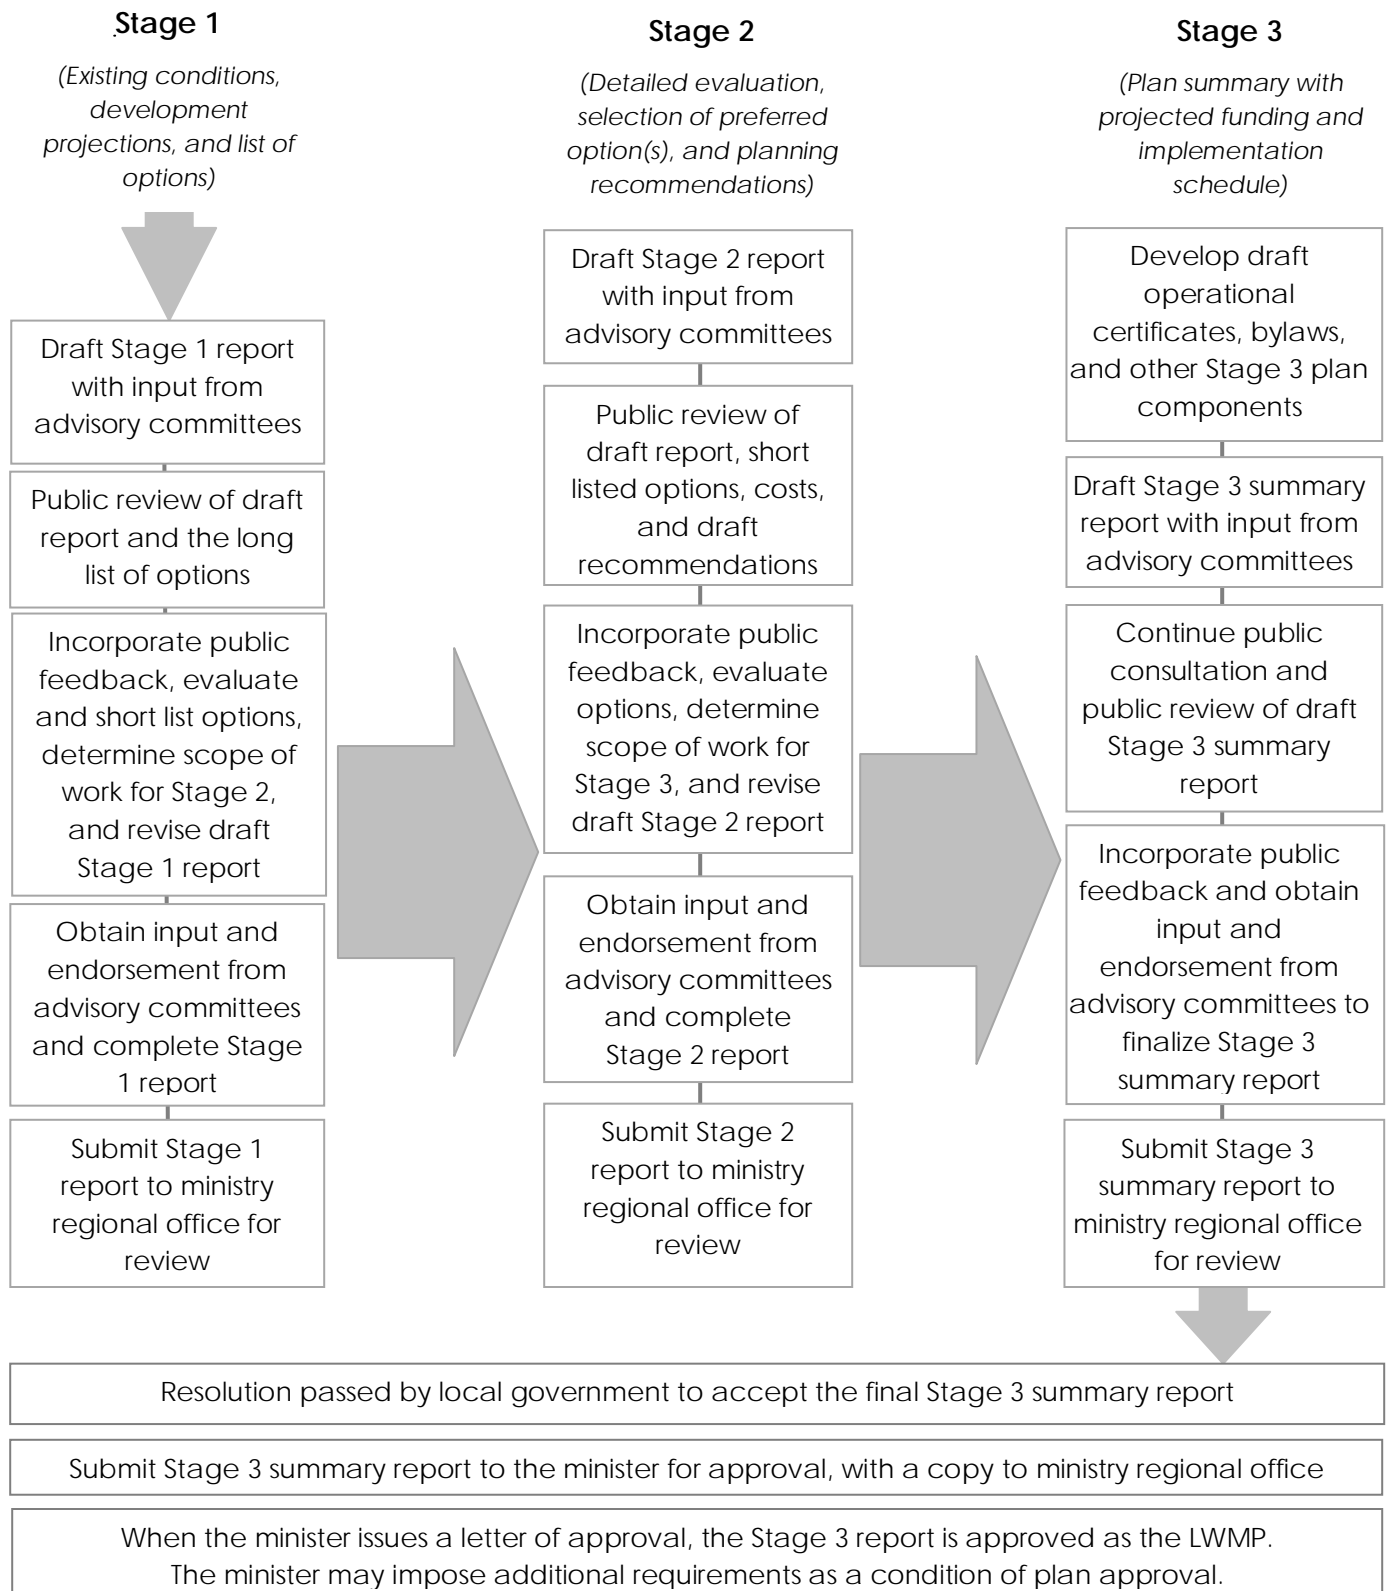 Stage 1
(Existing conditions,
development
projections, and list of
options)
Draft Stage 1 report
with input from
advisory committees
Public review of draft
report and the long
list of options
Incorporate public
feedback, evaluate
and short list options,
determine scope of
work for Stage 2,
and revise draft
Stage 1 report
Obtain input and
endorsement from
advisory committees
and complete Stage
1 report
Submit Stage 1
report to ministry
regional office for
review
Stage 2
(Detailed evaluation,
selection of preferred
option(s), and planning
recommendations)
Draft Stage 2 report
with input from
advisory committees
Public review of
draft report, short
listed options, costs,
and draft
recommendations
Incorporate public
feedback, evaluate
options, determine
scope of work for
Stage 3, and revise
draft Stage 2 report
Obtain input and
endorsement from
advisory committees
and complete
Stage 2 report
Submit Stage 2
report to ministry
regional office for
review
Stage 3
(Plan summary with
projected funding and
implementation
schedule)
Develop draft
operational
certificates, bylaws,
and other Stage 3 plan
components
Draft Stage 3 summary
report with input from
advisory committees
Continue public
consultation and
public review of draft
Stage 3 summary
report
Incorporate public
feedback and obtain
input and
endorsement from
advisory committees to
finalize Stage 3
summary report
Submit Stage 3
summary report to
ministry regional office
for review
Resolution passed by local government to accept the final Stage 3 summary report
Submit Stage 3 summary report to the minister for approval, with a copy to ministry regional office
When the minister issues a letter of approval, the Stage 3 report is approved as the LWMP.
The minister may impose additional requirements as a condition of plan approval.